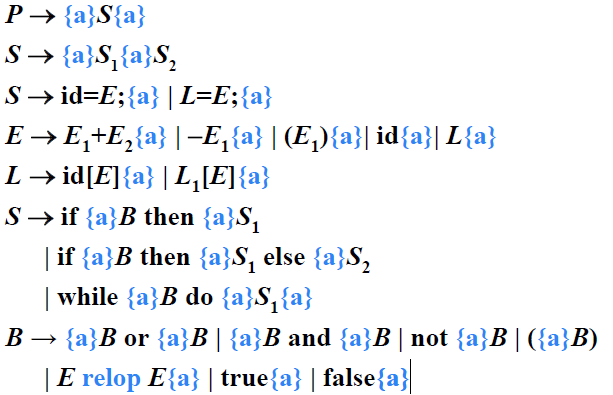 P → {a}S{a}
S → {a}S₁{a}S₂
S → id=E;{a} | L=E;{a}
E → E₁+E₂{a} | –E₁{a} | (E₁){a}| id{a}| L{a}
L → id[E]{a} | L₁[E]{a}
S → if {a}B then {a}S₁
| if {a}B then {a}S₁ else {a}S₂
| while {a}B do {a}S₁{a}
B → {a}B or {a}B | {a}B and {a}B | not {a}B | ({a}B)
| E relop E{a} | true{a} | false{a}